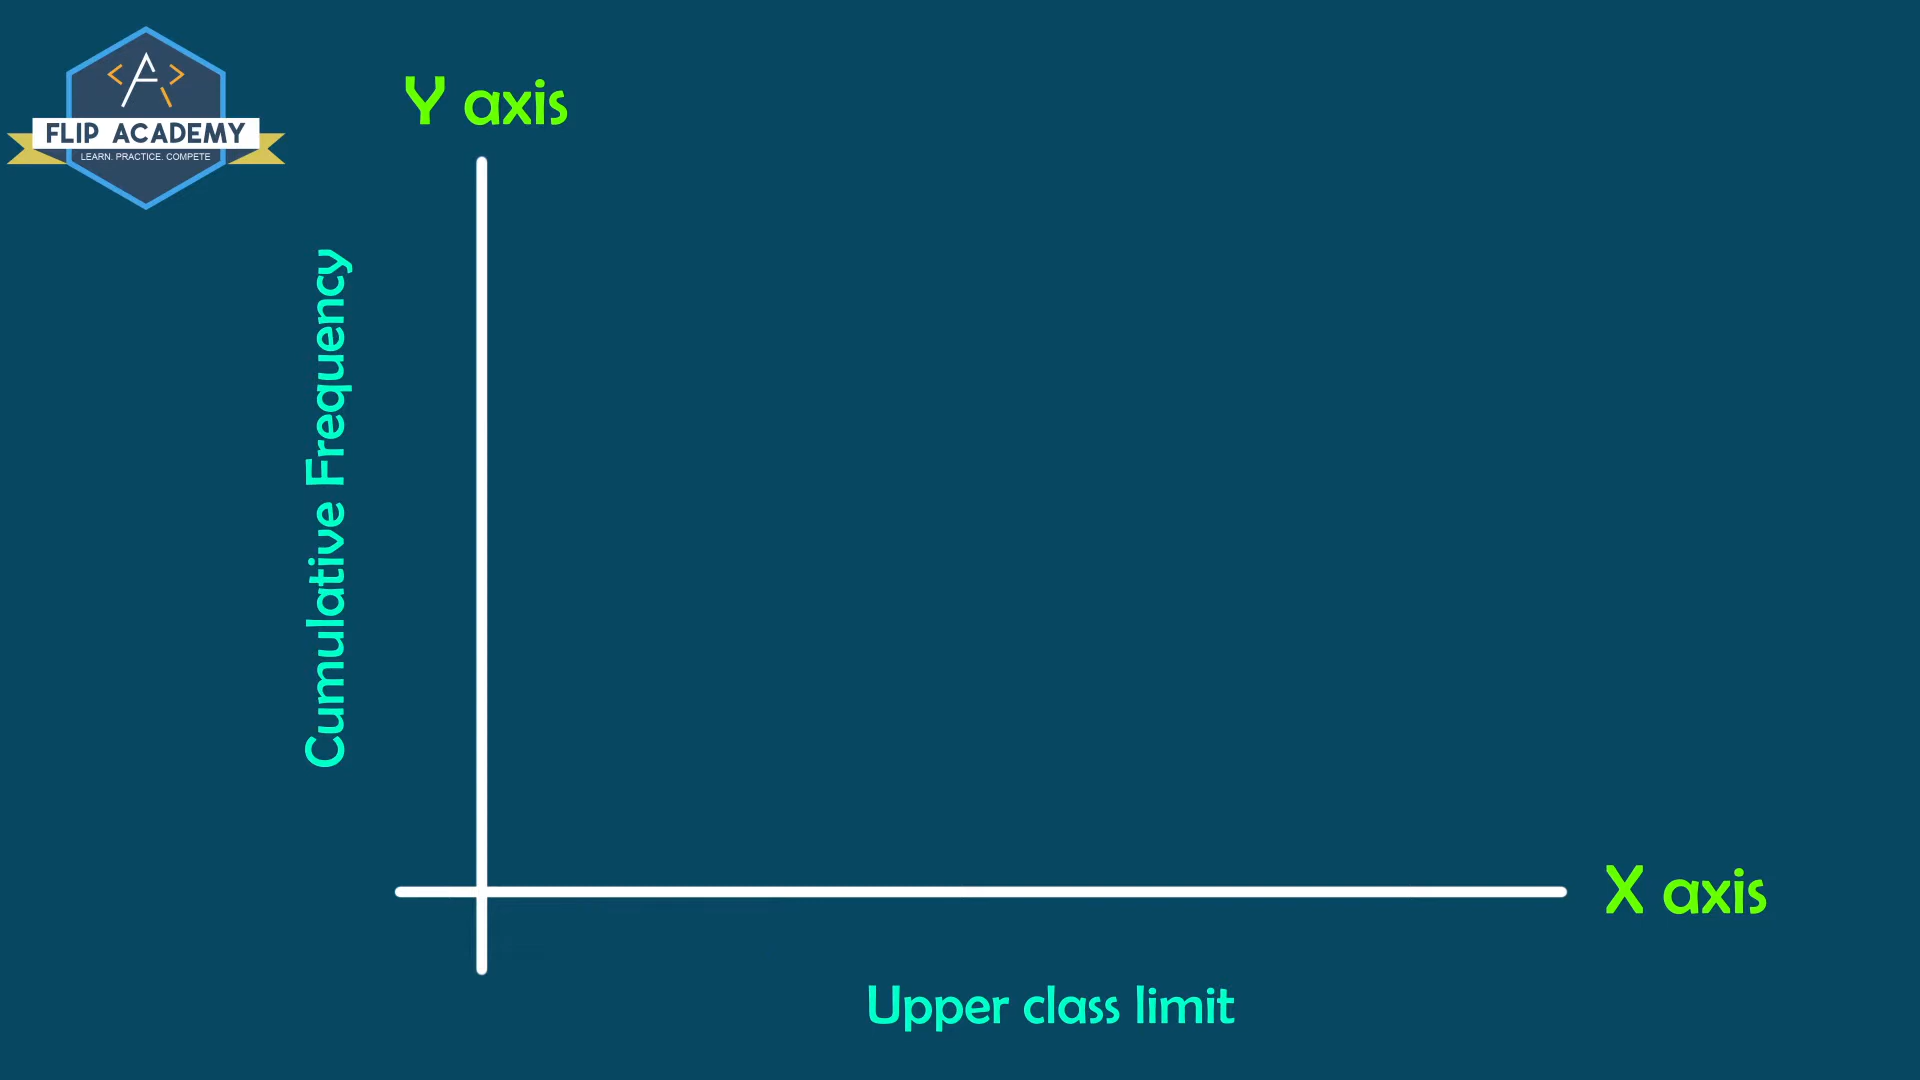 FLIP ACADEMY
LEARN. PRACTICE. COMPETE
Y axis
Cumulative Frequency
X axis
Upper class limit